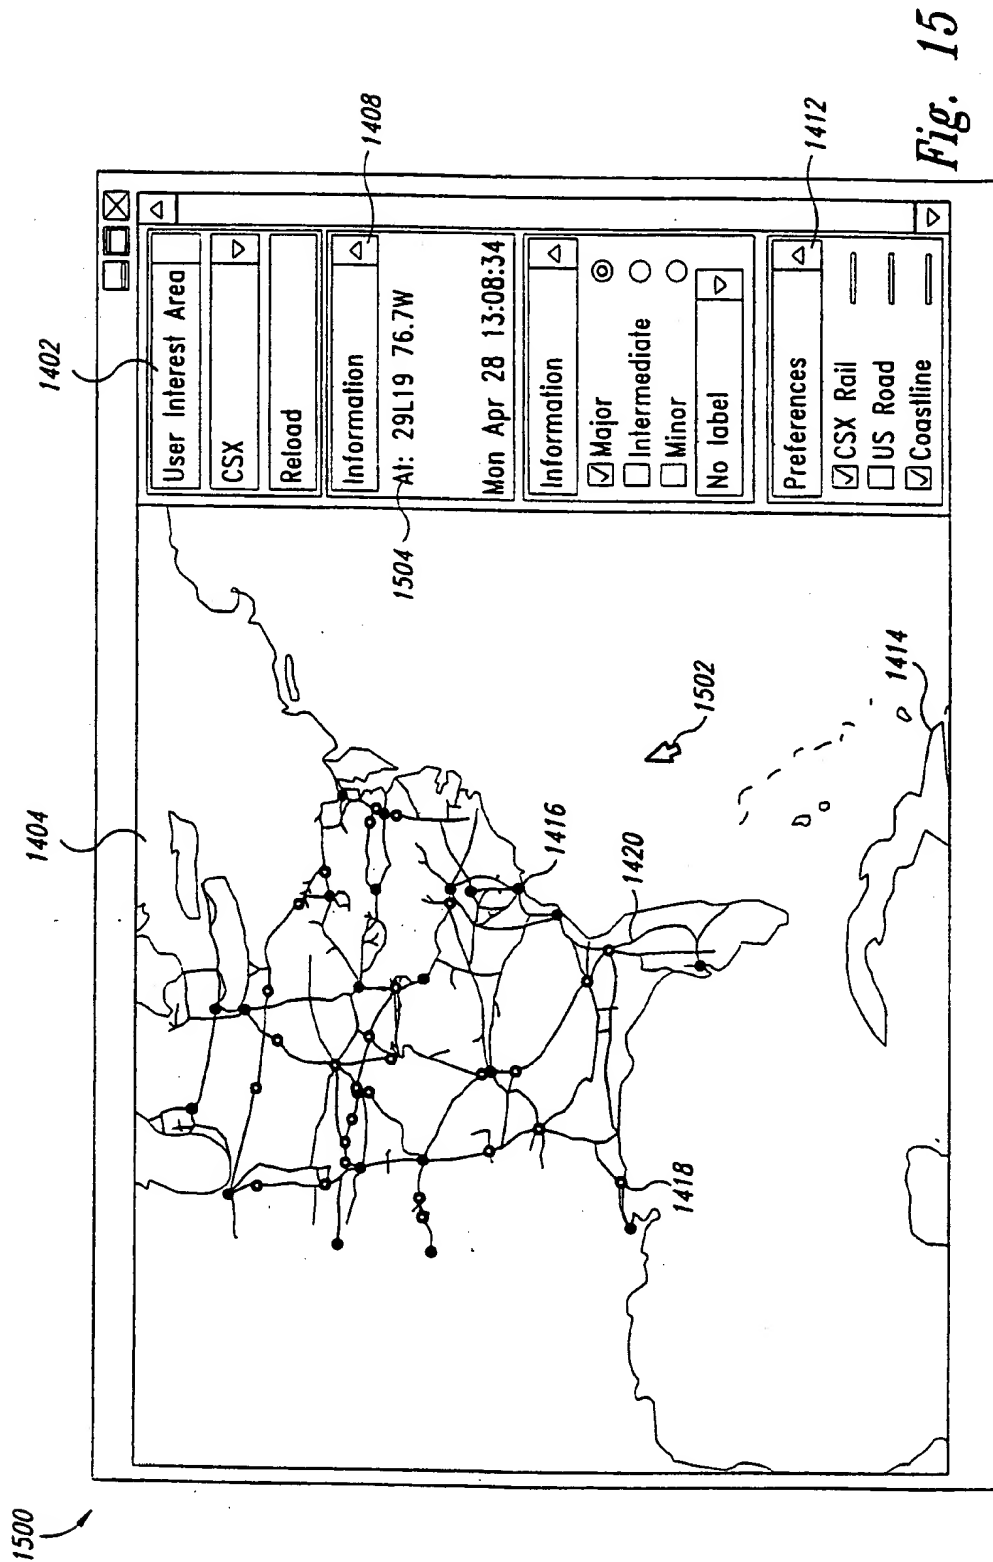 1500
1404
1402
User Interest Area
CSX
Reload
1408
Information
At: 29L19 76.7W
1504
Mon Apr 28 13:08:34
Information
Major
Intermediate
Minor
No label
1412
Preferences
CSX Rail
US Road
Coastline
1502
1416
1420
1418
1414
Fig. 15